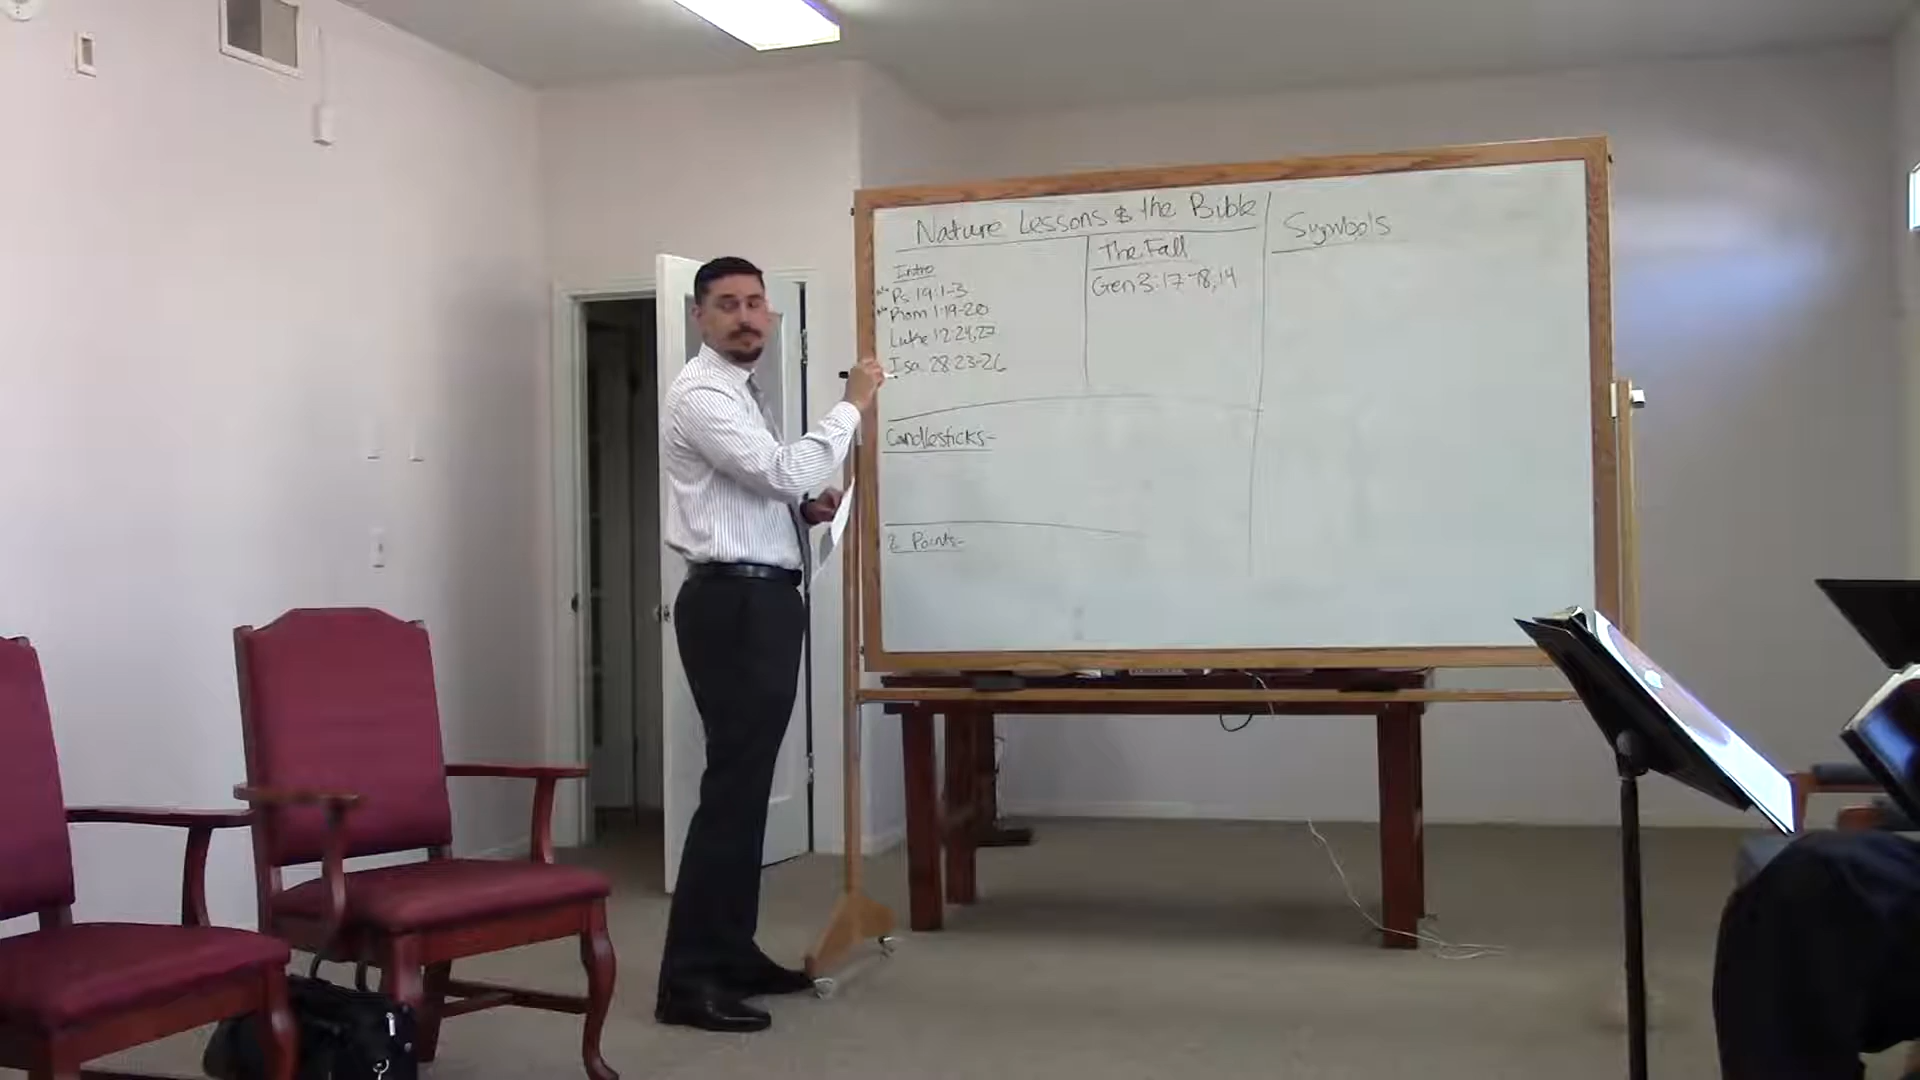 Nature Lessons & the Bible
Intro
Ps 19:1-3
Rom 1:19-20
Luke 12:24,27
Isa 28:23-26
The Fall
Gen 3:17-18,14
Candlesticks-
2 Points-
Symbols